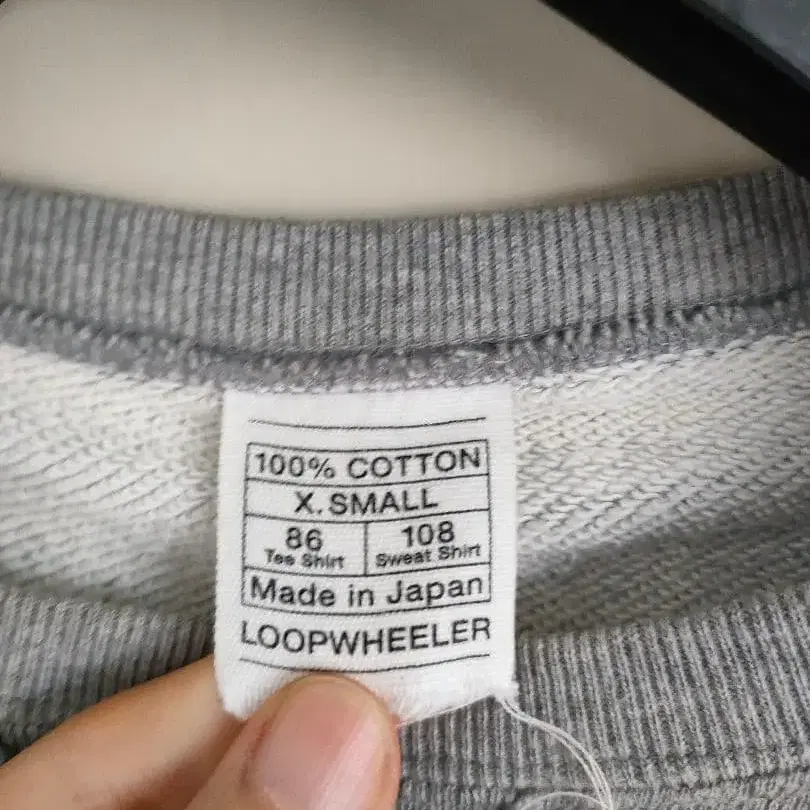 100% COTTON
X. SMALL
86 108
Tee Shirt Sweat Shirt
Made in Japan
LOOPWHEELER